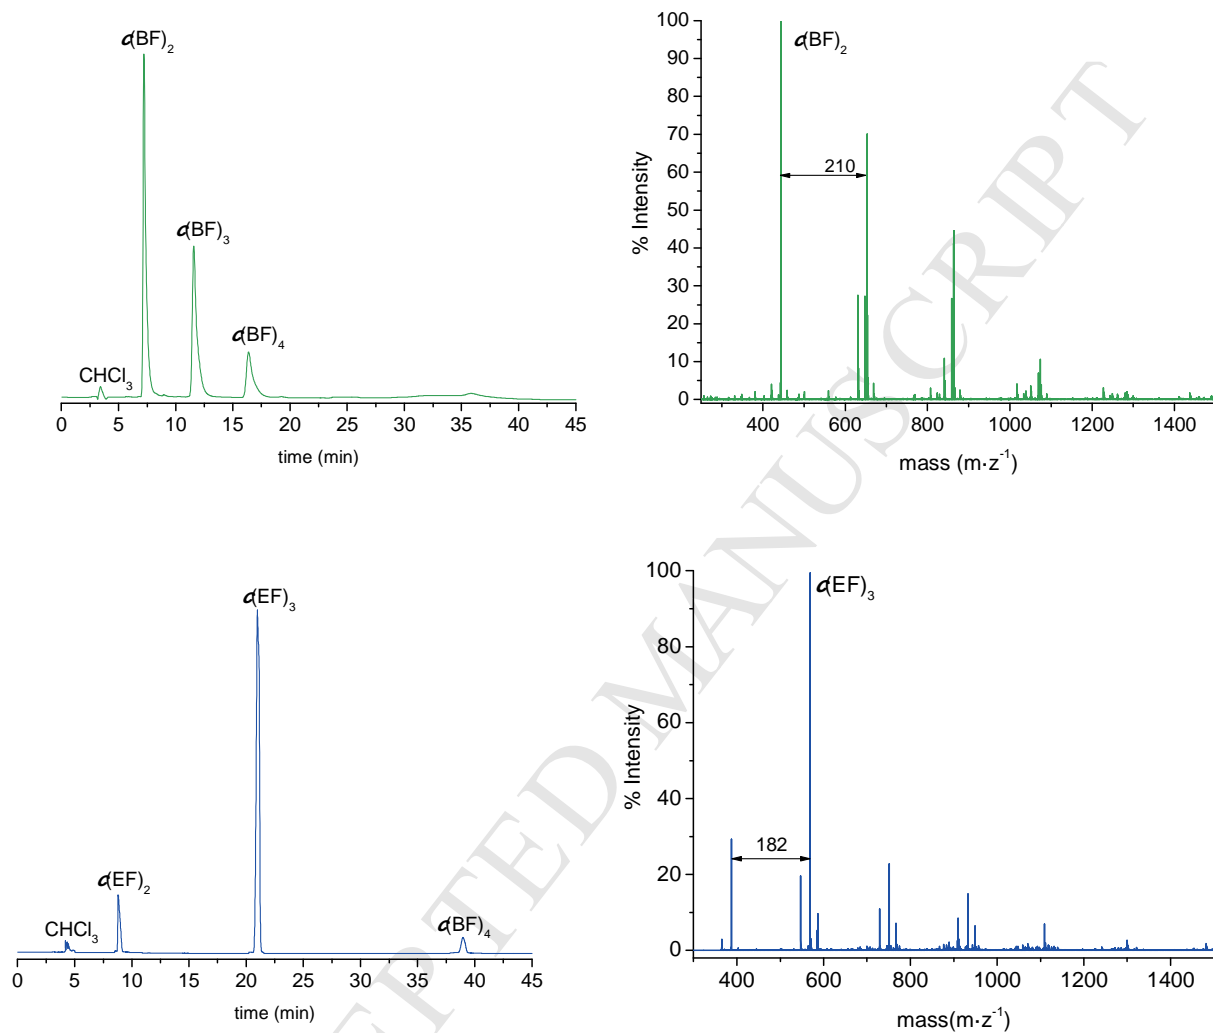 c(BF)2
c(BF)3
c(BF)4
CHCl3
0 5 10 15 20 25 30 35 40 45
time (min)
100
90
80
70
60
50
40
30
20
10
0
% Intensity
c(BF)2
210
400 600 800 1000 1200 1400
mass (m·z-1)
c(EF)3
c(EF)2
CHCl3
c(BF)4
0 5 10 15 20 25 30 35 40 45
time (min)
100
80
60
40
20
0
% Intensity
c(EF)3
182
400 600 800 1000 1200 1400
mass(m·z-1)
EPTED MANUSCRIPT